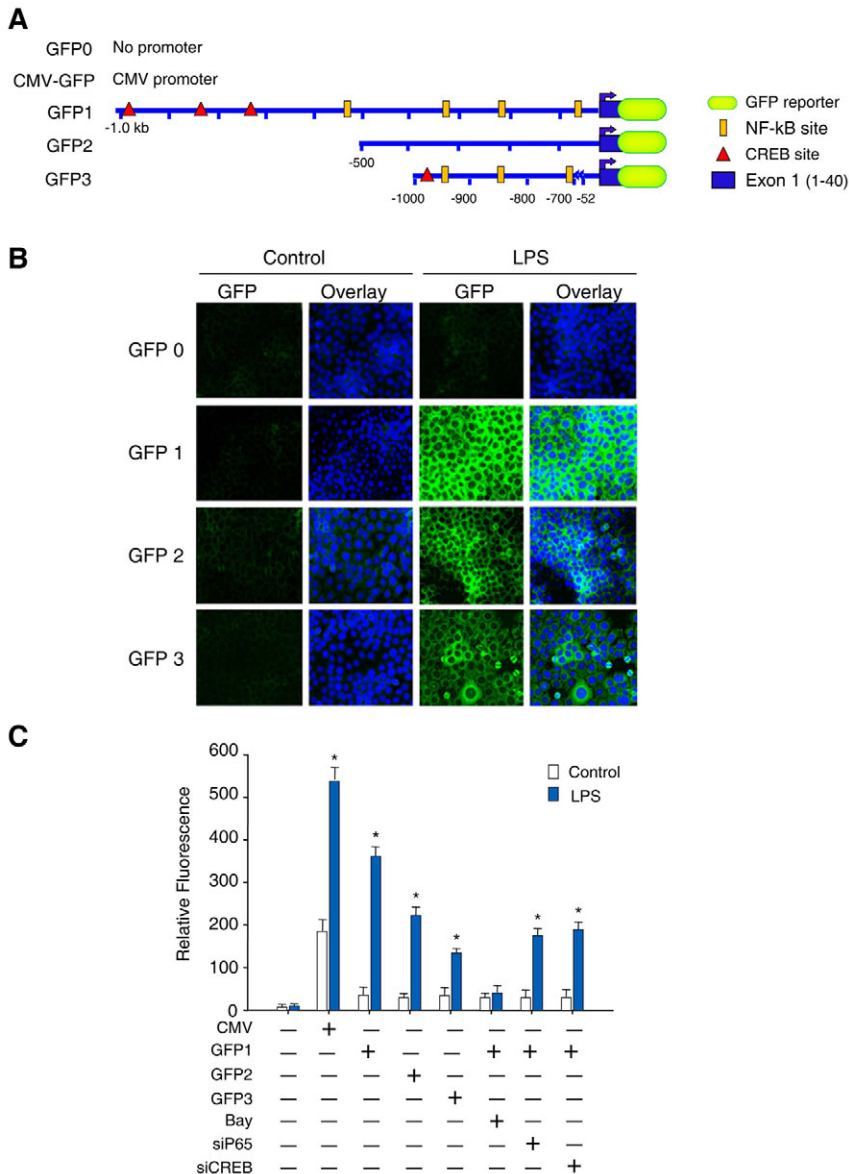 A
GFP0 No promoter
CMV-GFP CMV promoter
GFP1
-1.0 kb
GFP2
-500
GFP3
-1000 -900 -800 -700 -52
GFP reporter
NF-kB site
CREB site
Exon 1 (1-40)
B
Control LPS
GFP Overlay GFP Overlay
GFP 0
GFP 1
GFP 2
GFP 3
C
Relative Fluorescence
600
500
400
300
200
100
0
Control
LPS
* * * * * *
CMV — + — — — — — —
GFP1 — — + — — + + +
GFP2 — — — + — — — —
GFP3 — — — — + — — —
Bay — — — — — + — —
siP65 — — — — — — + —
siCREB — — — — — — — +